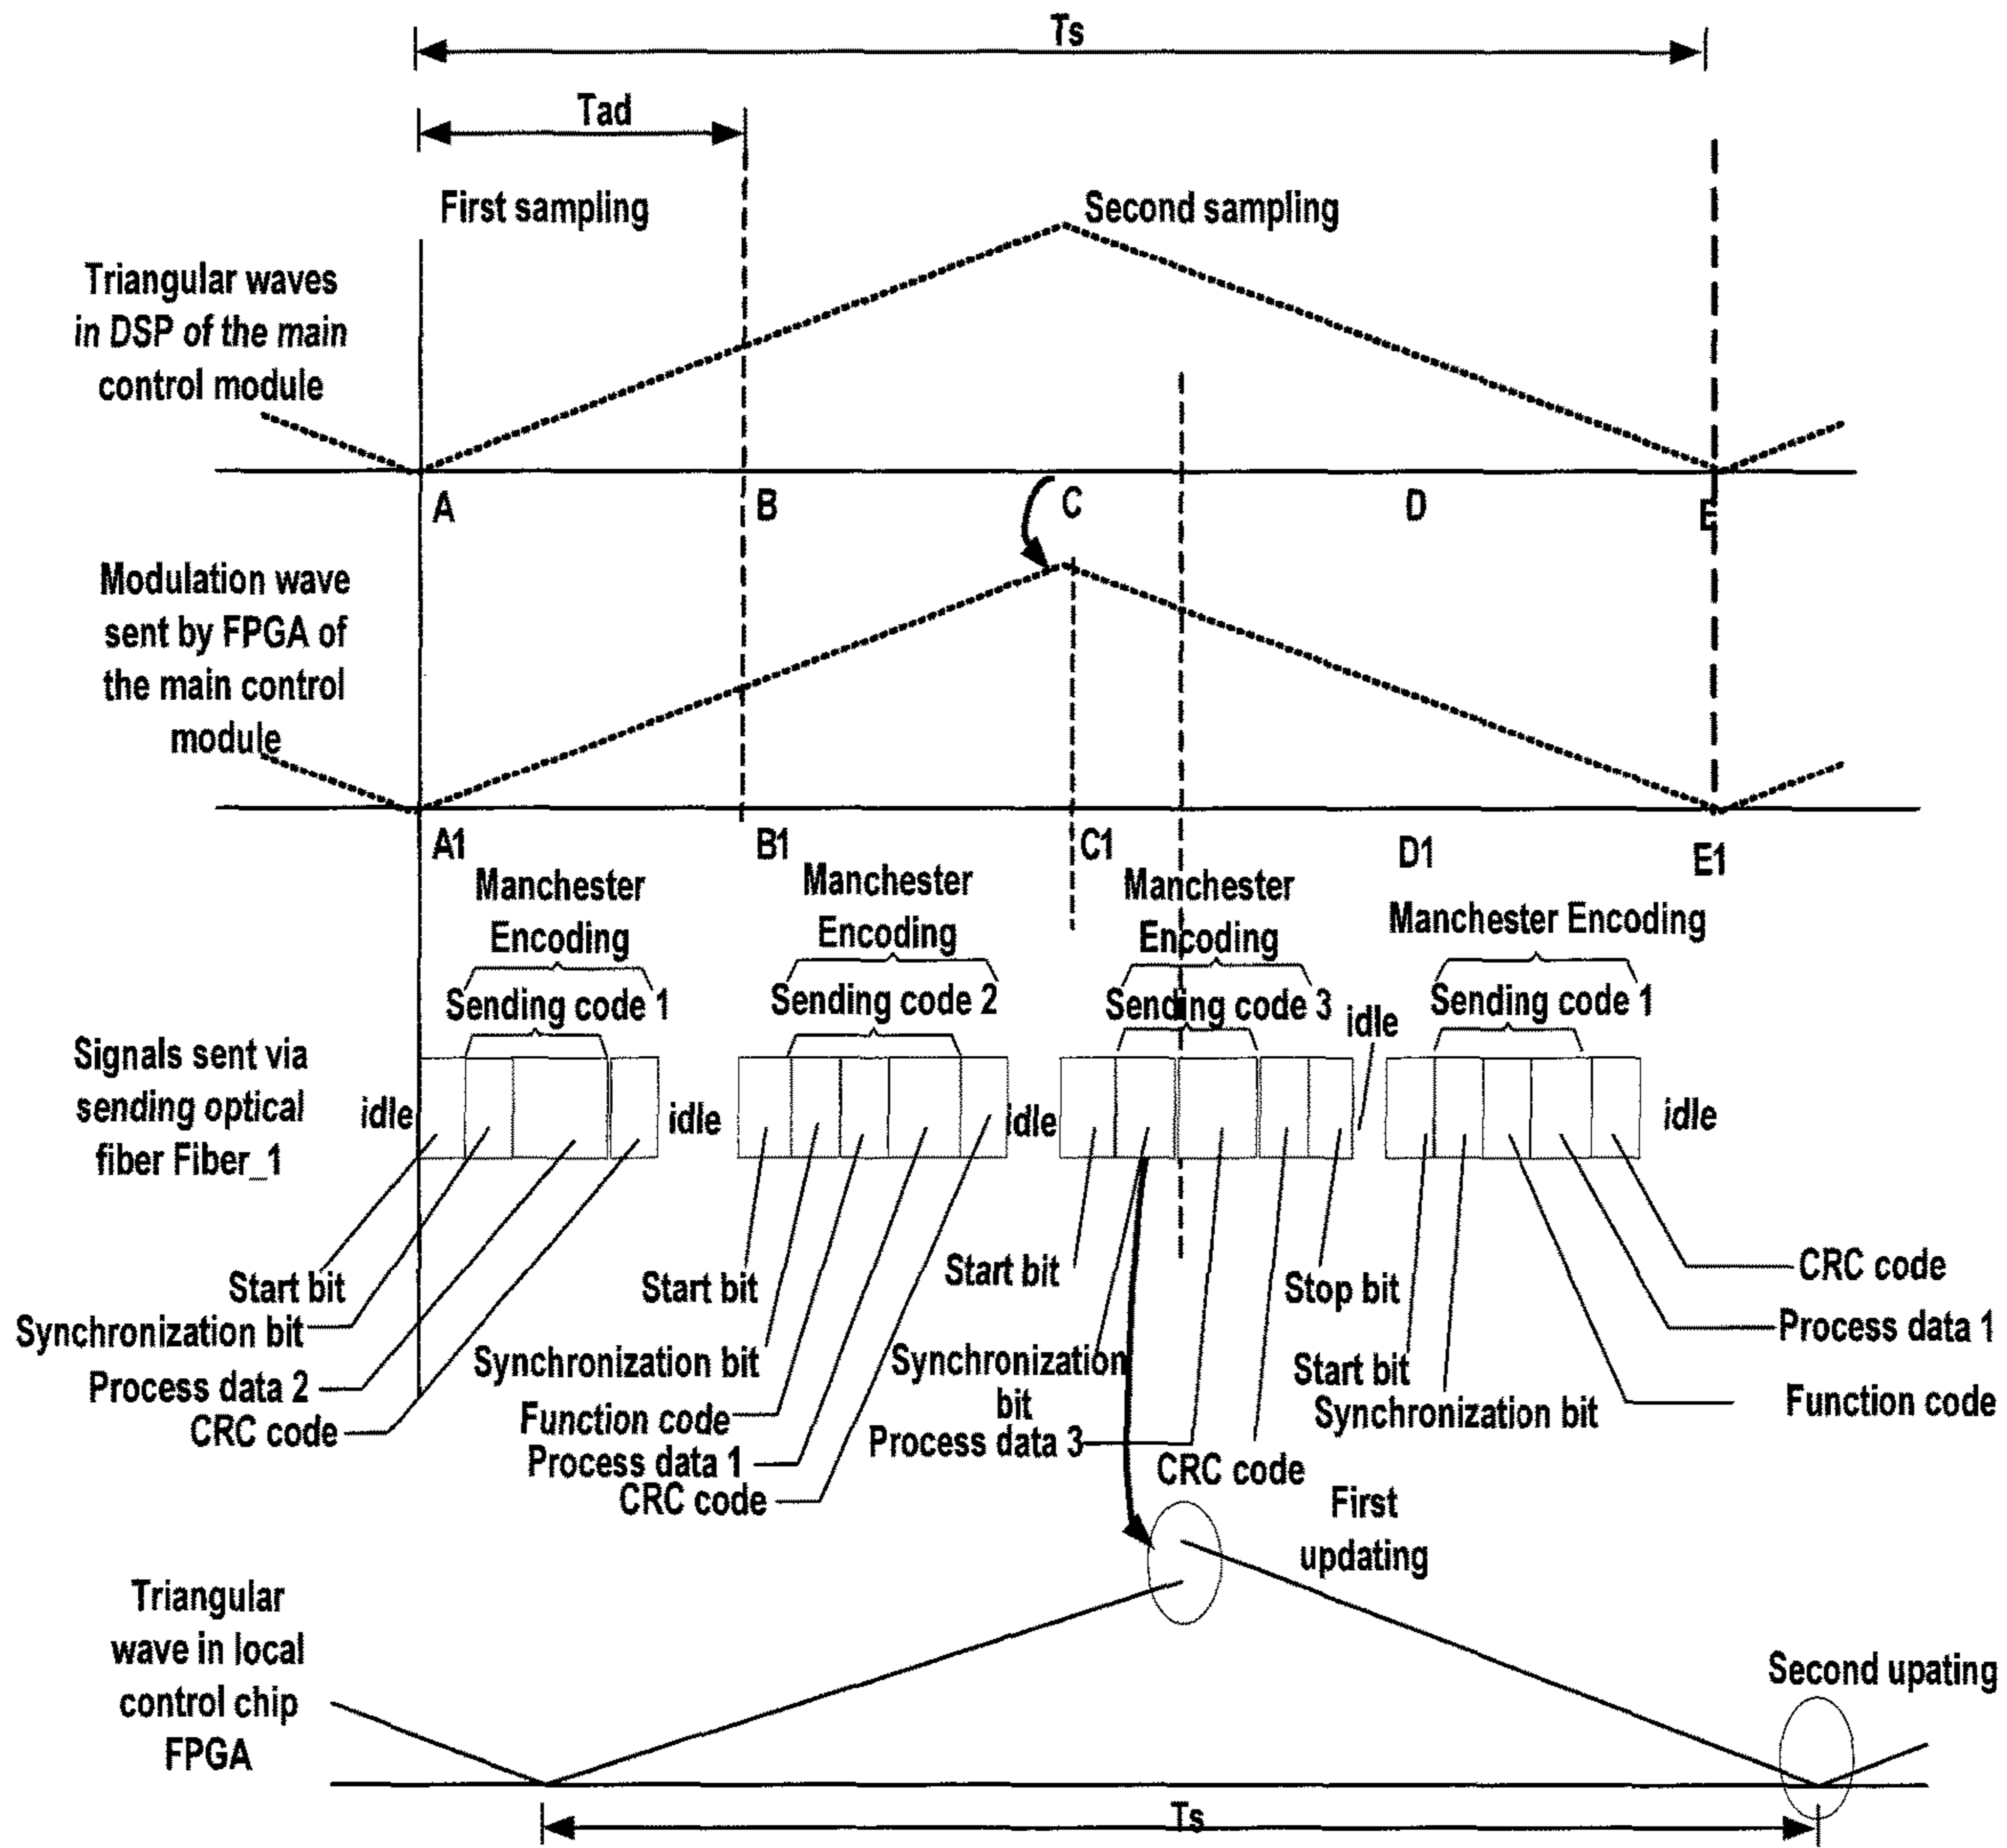 Ts
Tad
First sampling
Second sampling
Triangular waves
in DSP of the main
control module
A
B
C
D
E
Modulation wave
sent by FPGA of
the main control
module
A1
B1
C1
D1
E1
Manchester
Encoding
Manchester
Encoding
Manchester
Encoding
Manchester Encoding
Sending code 1
Sending code 2
Sending code 3
Sending code 1
Signals sent via
sending optical
fiber Fiber_1
idle
idle
idle
idle
idle
Start bit
Synchronization bit
Process data 2
CRC code
Start bit
Synchronization bit
Function code
Process data 1
CRC code
Start bit
Synchronization
bit
Process data 3
CRC code
Stop bit
Start bit
Synchronization bit
CRC code
Process data 1
Function code
First
updating
Triangular
wave in local
control chip
FPGA
Second upating
Ts